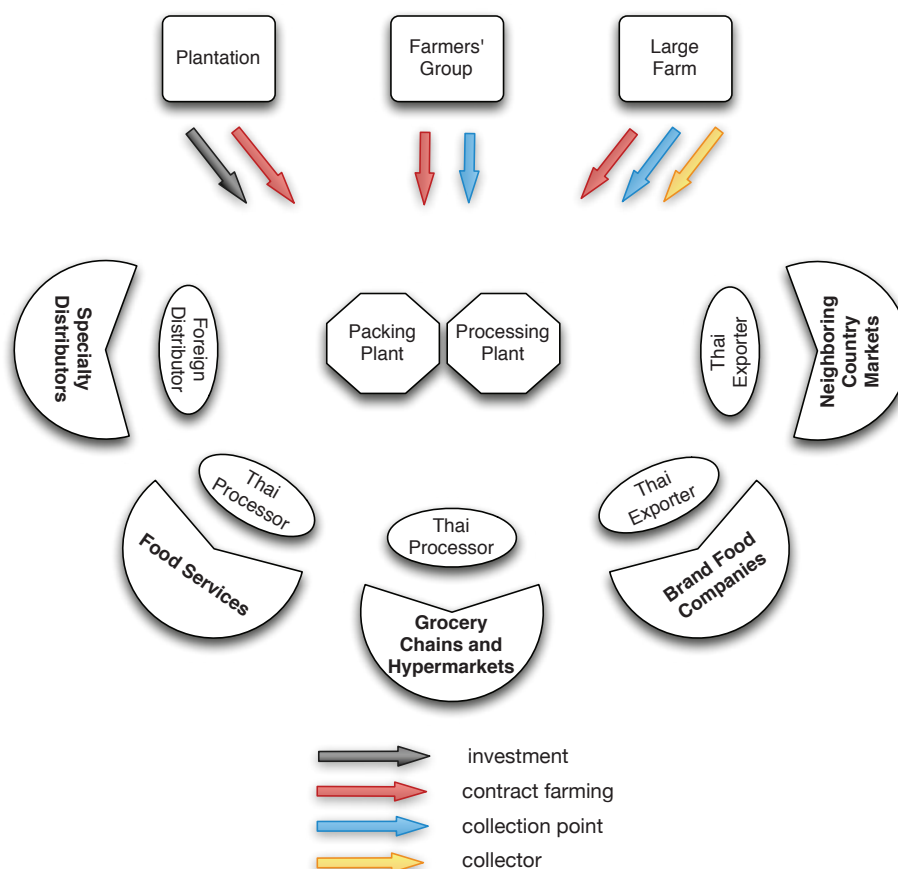 Plantation
Farmers'
Group
Large
Farm
Specialty
Distributors
Foreign
Distributor
Packing
Plant
Processing
Plant
Thai
Exporter
Neighboring
Country
Markets
Thai
Processor
Food Services
Thai
Processor
Grocery
Chains and
Hypermarkets
Thai
Exporter
Brand Food
Companies
investment
contract farming
collection point
collector